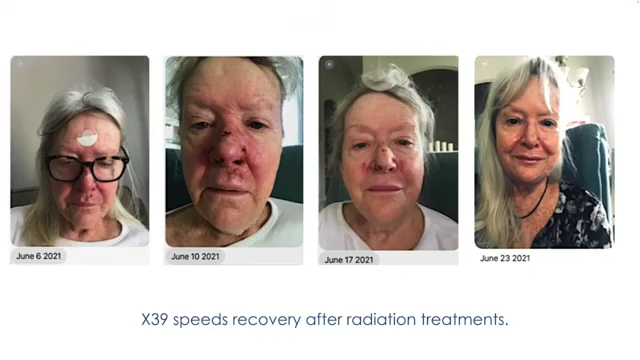 June 6 2021
June 10 2021
June 17 2021
June 23 2021
X39 speeds recovery after radiation treatments.